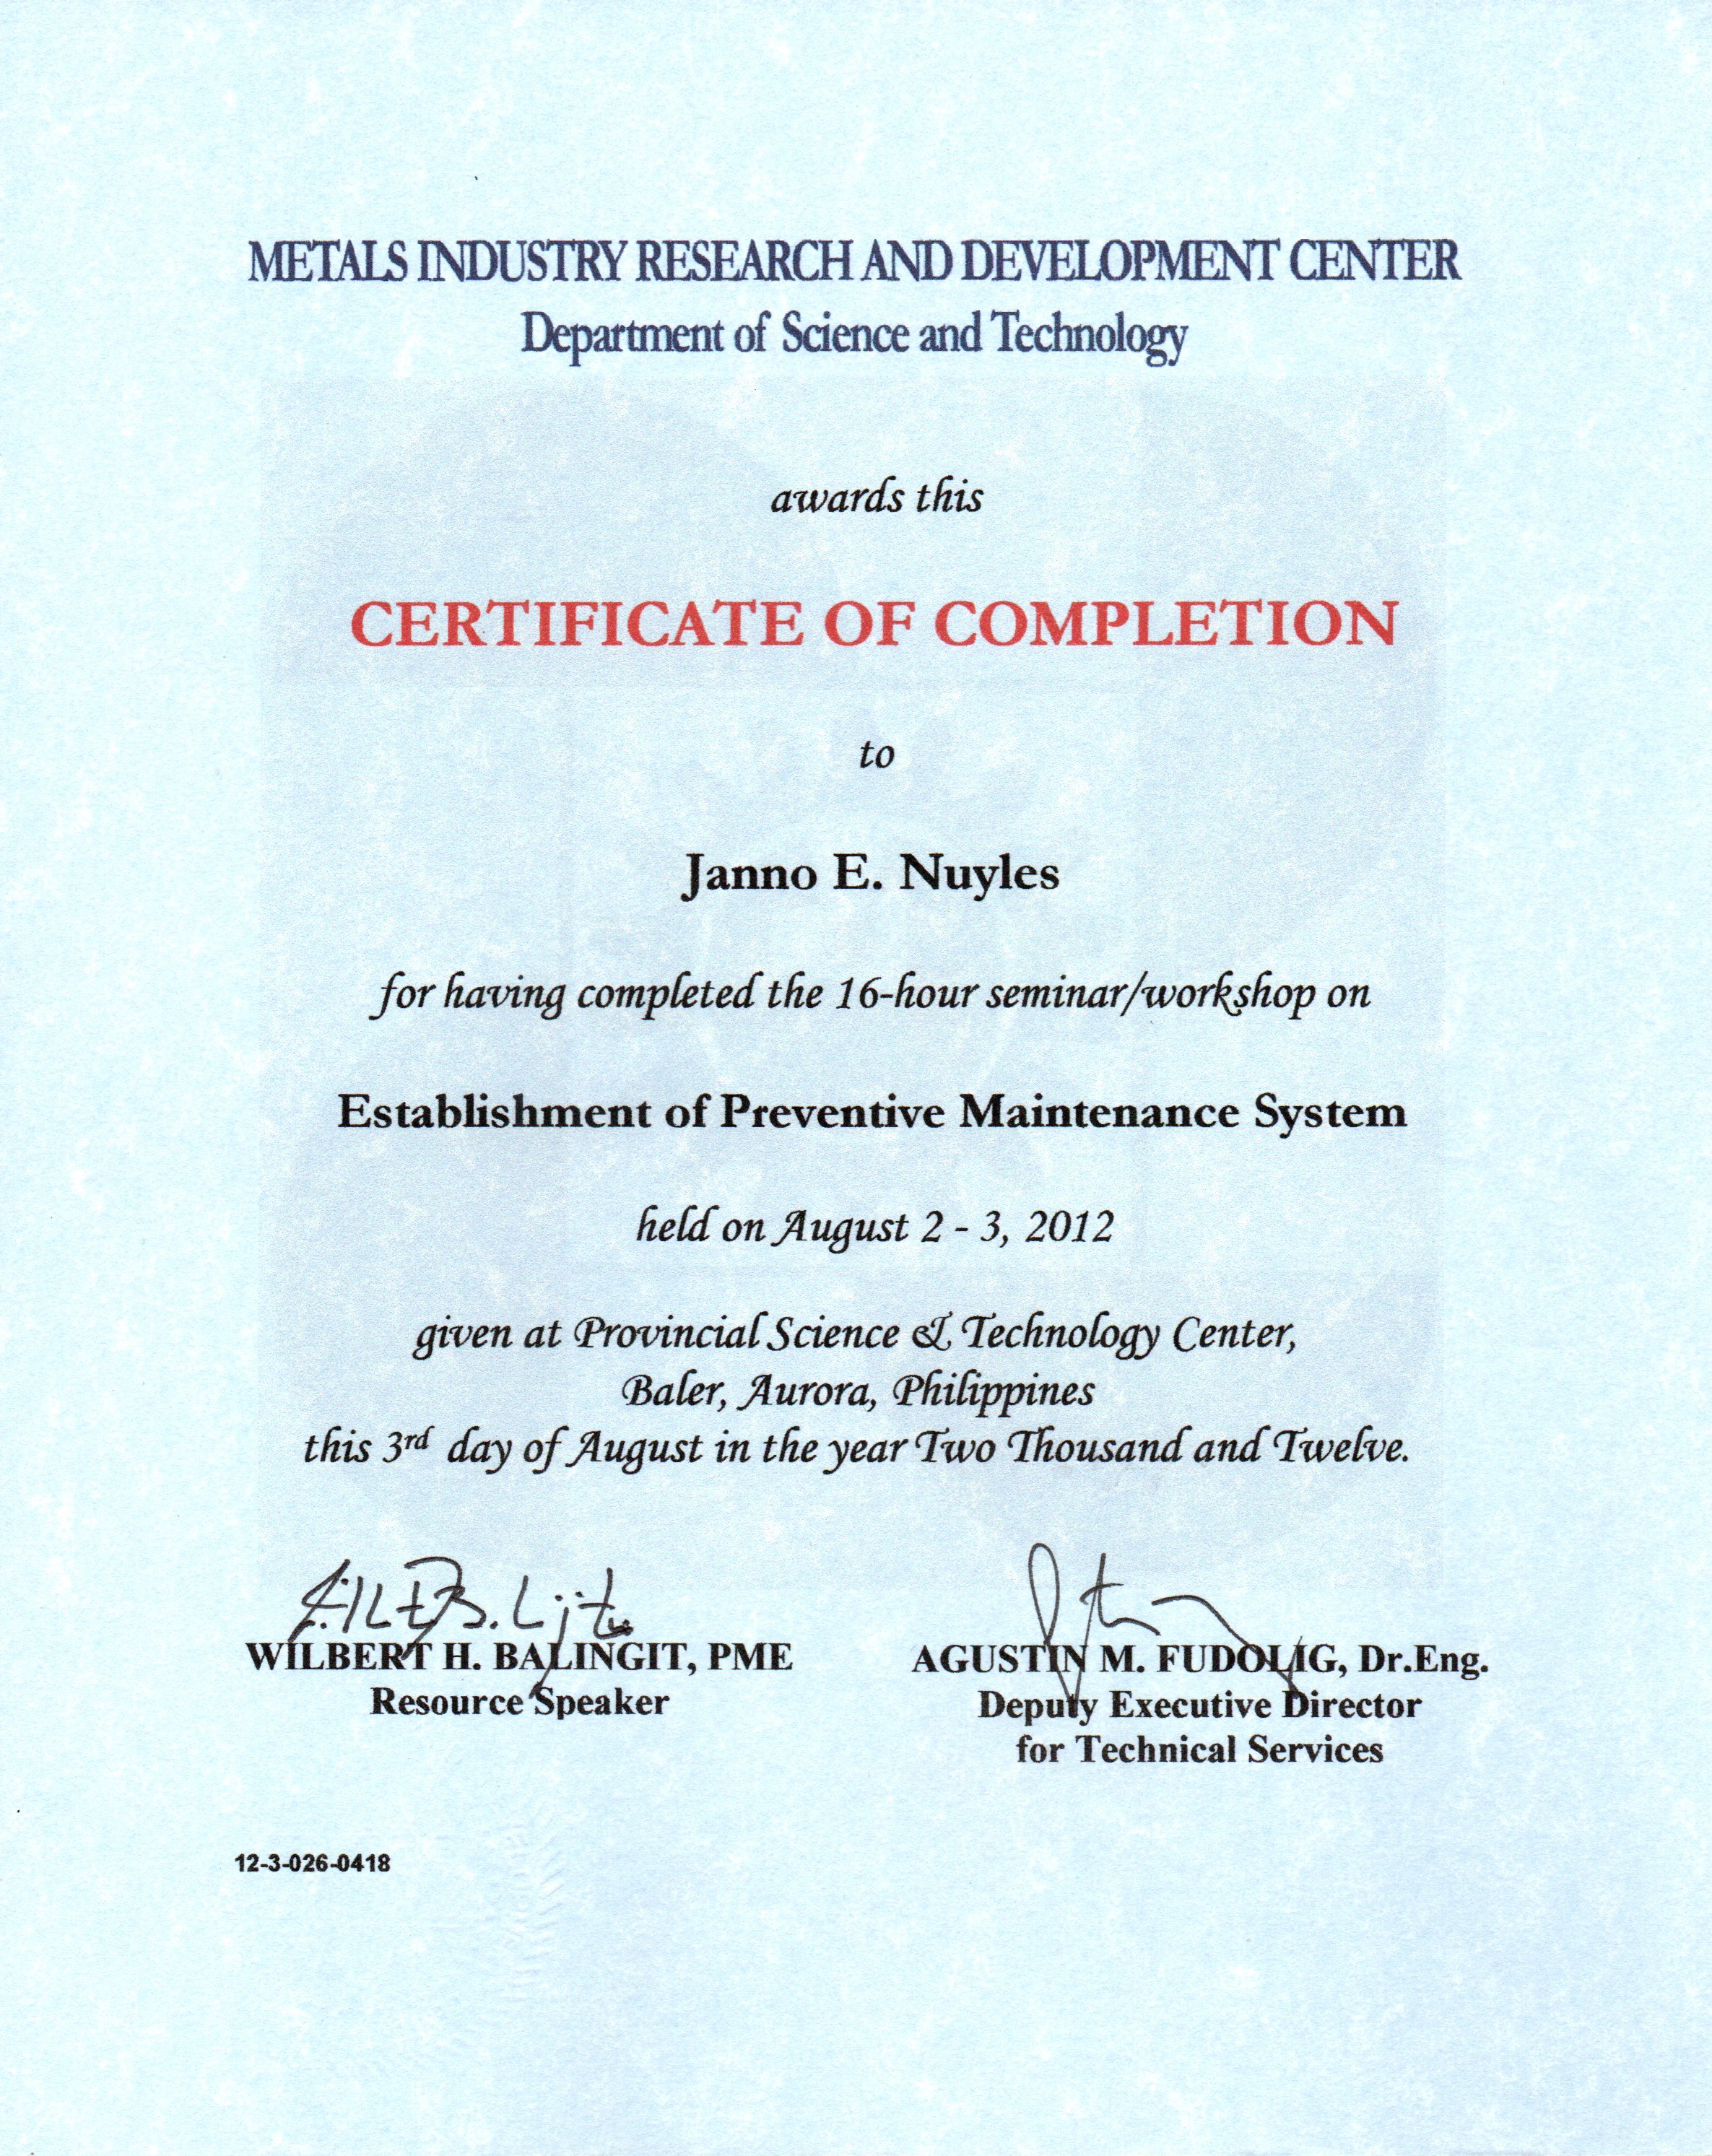 METALS INDUSTRY RESEARCH AND DEVELOPMENT CENTER
Department of Science and Technology
awards this
CERTIFICATE OF COMPLETION
to
Janno E. Nuyles
for having completed the 16-hour seminar/workshop on
Establishment of Preventive Maintenance System
held on August 2 - 3, 2012
given at Provincial Science & Technology Center,
Baler, Aurora, Philippines
this 3rd day of August in the year Two Thousand and Twelve.
WILBERT H. BALINGIT, PME
Resource Speaker
AGUSTIN M. FUDOLIG, Dr.Eng.
Deputy Executive Director
for Technical Services
12-3-026-0418